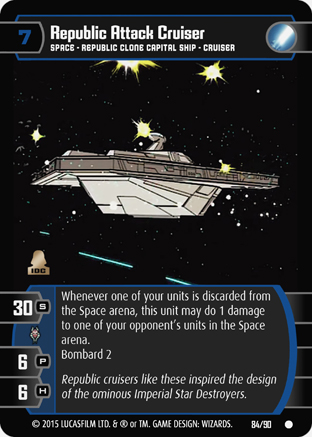 7
Republic Attack Cruiser
SPACE - REPUBLIC CLONE CAPITAL SHIP - CRUISER
IDC
30 S
6 P
6 H
Whenever one of your units is discarded from
the Space arena, this unit may do 1 damage
to one of your opponent's units in the Space
arena.
Bombard 2
Republic cruisers like these inspired the design
of the ominous Imperial Star Destroyers.
© 2015 LUCASFILM LTD. & ® or TM. GAME DESIGN: WIZARDS.
84/90